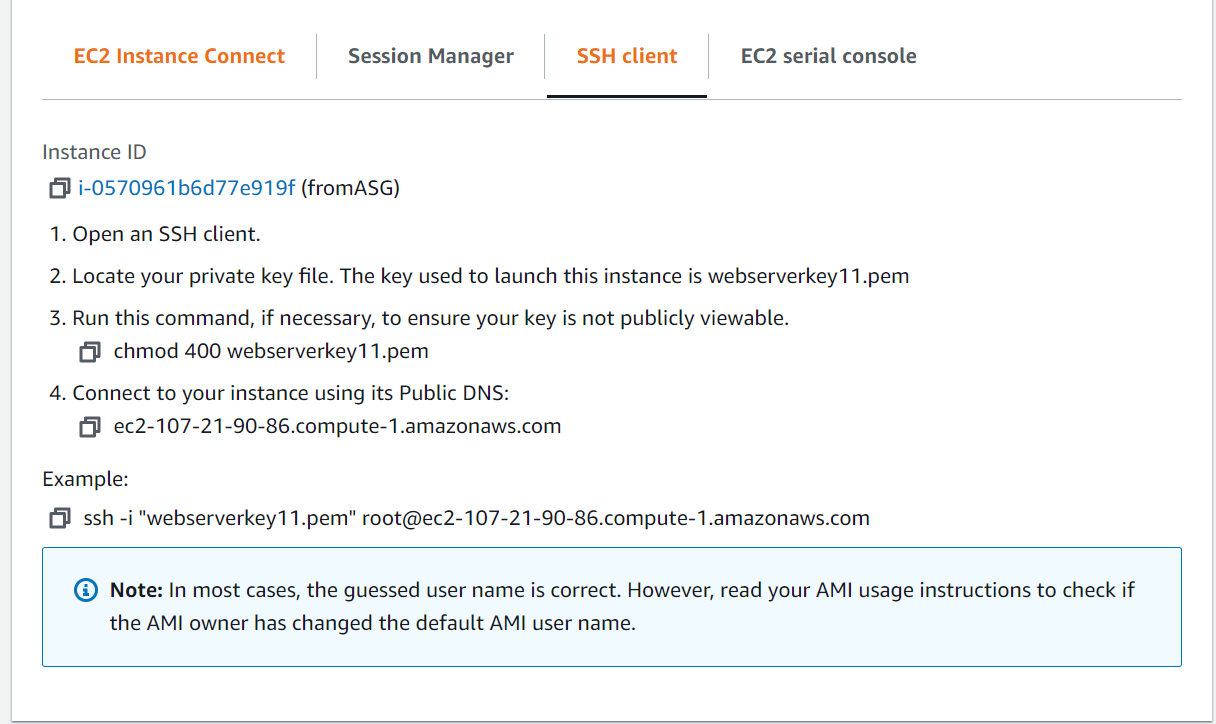 EC2 Instance Connect
Session Manager
SSH client
EC2 serial console
Instance ID
i-0570961b6d77e919f (fromASG)
1. Open an SSH client.
2. Locate your private key file. The key used to launch this instance is webserverkey11.pem
3. Run this command, if necessary, to ensure your key is not publicly viewable.
chmod 400 webserverkey11.pem
4. Connect to your instance using its Public DNS:
ec2-107-21-90-86.compute-1.amazonaws.com
Example:
ssh -i "webserverkey11.pem" root@ec2-107-21-90-86.compute-1.amazonaws.com
Note: In most cases, the guessed user name is correct. However, read your AMI usage instructions to check if
the AMI owner has changed the default AMI user name.